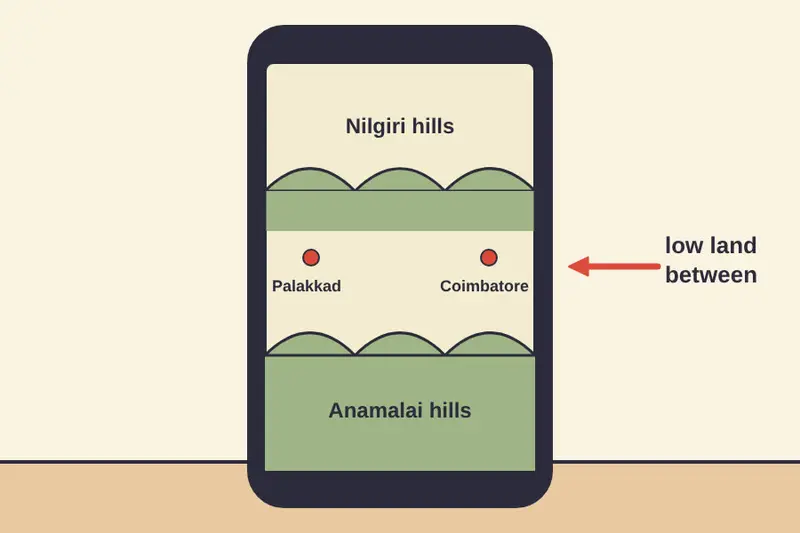 Nilgiri hills
low land
between
Palakkad
Coimbatore
Anamalai hills